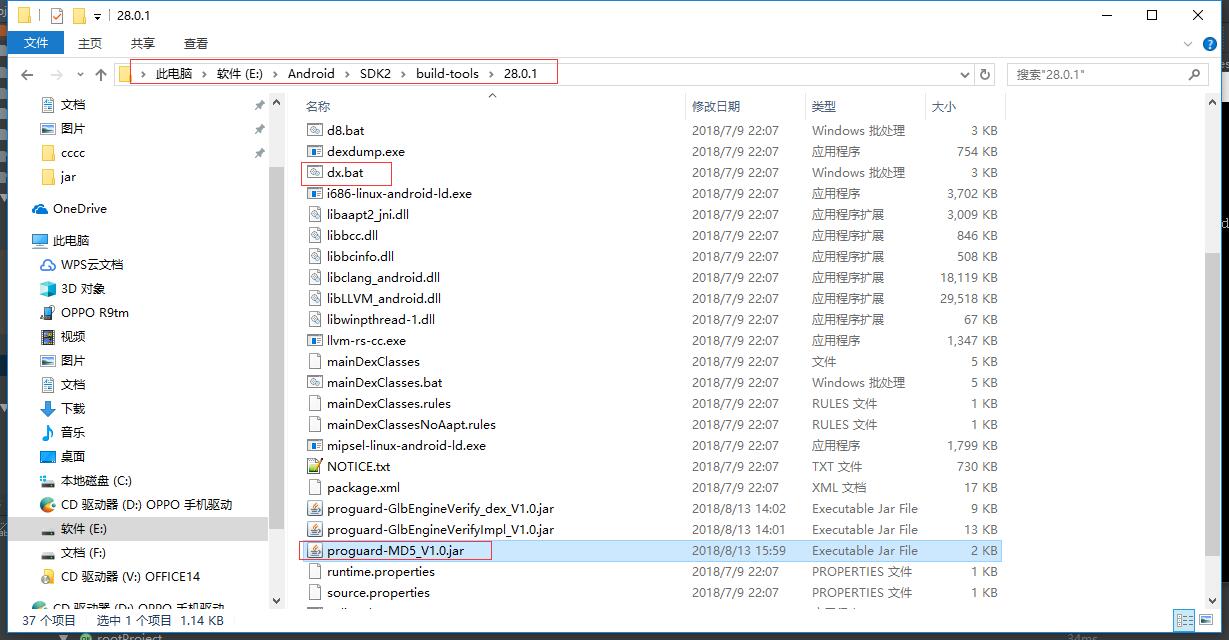 28.0.1
文件 主页 共享 查看
此电脑 软件 (E:) Android SDK2 build-tools 28.0.1 搜索"28.0.1"
文档
图片
cccc
jar
OneDrive
此电脑
WPS云文档
3D 对象
OPPO R9tm
视频
图片
文档
下载
音乐
桌面
本地磁盘 (C:)
CD 驱动器 (D:) OPPO 手机驱动
软件 (E:)
文档 (F:)
CD 驱动器 (V:) OFFICE14
CD 驱动器 (D:) OPPO 手机驱动
名称 修改日期 类型 大小
d8.bat 2018/7/9 22:07 Windows 批处理 3 KB
dexdump.exe 2018/7/9 22:07 应用程序 754 KB
dx.bat 2018/7/9 22:07 Windows 批处理 3 KB
i686-linux-android-ld.exe 2018/7/9 22:07 应用程序 3,702 KB
libaapt2_jni.dll 2018/7/9 22:07 应用程序扩展 3,009 KB
libbcc.dll 2018/7/9 22:07 应用程序扩展 846 KB
libbcinfo.dll 2018/7/9 22:07 应用程序扩展 508 KB
libclang_android.dll 2018/7/9 22:07 应用程序扩展 18,119 KB
libLLVM_android.dll 2018/7/9 22:07 应用程序扩展 29,518 KB
libwinpthread-1.dll 2018/7/9 22:07 应用程序扩展 67 KB
llvm-rs-cc.exe 2018/7/9 22:07 应用程序 1,347 KB
mainDexClasses 2018/7/9 22:07 文件 5 KB
mainDexClasses.bat 2018/7/9 22:07 Windows 批处理 5 KB
mainDexClasses.rules 2018/7/9 22:07 RULES 文件 1 KB
mainDexClassesNoAapt.rules 2018/7/9 22:07 RULES 文件 1 KB
mipsel-linux-android-ld.exe 2018/7/9 22:07 应用程序 1,799 KB
NOTICE.txt 2018/7/9 22:07 TXT 文件 730 KB
package.xml 2018/7/9 22:07 XML 文档 17 KB
proguard-GlbEngineVerify_dex_V1.0.jar 2018/8/13 14:02 Executable Jar File 9 KB
proguard-GlbEngineVerifyImpl_V1.0.jar 2018/8/13 14:01 Executable Jar File 13 KB
proguard-MD5_V1.0.jar 2018/8/13 15:59 Executable Jar File 2 KB
runtime.properties 2018/7/9 22:07 PROPERTIES 文件 1 KB
source.properties 2018/7/9 22:07 PROPERTIES 文件 1 KB
37 个项目 选中 1 个项目 1.14 KB
rootProject 34ms